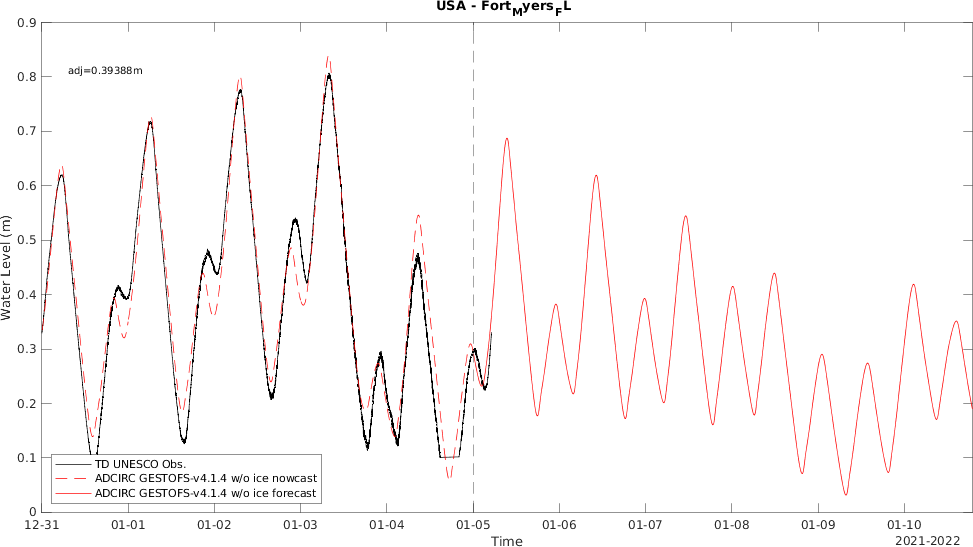 USA - Fort_Myers_FL
0.9
0.8
0.7
0.6
0.5
0.4
0.3
0.2
0.1
0
Water Level (m)
adj=0.39388m
TD UNESCO Obs.
ADCIRC GESTOFS-v4.1.4 w/o ice nowcast
ADCIRC GESTOFS-v4.1.4 w/o ice forecast
12-31 01-01 01-02 01-03 01-04 01-05 01-06 01-07 01-08 01-09 01-10
Time
2021-2022